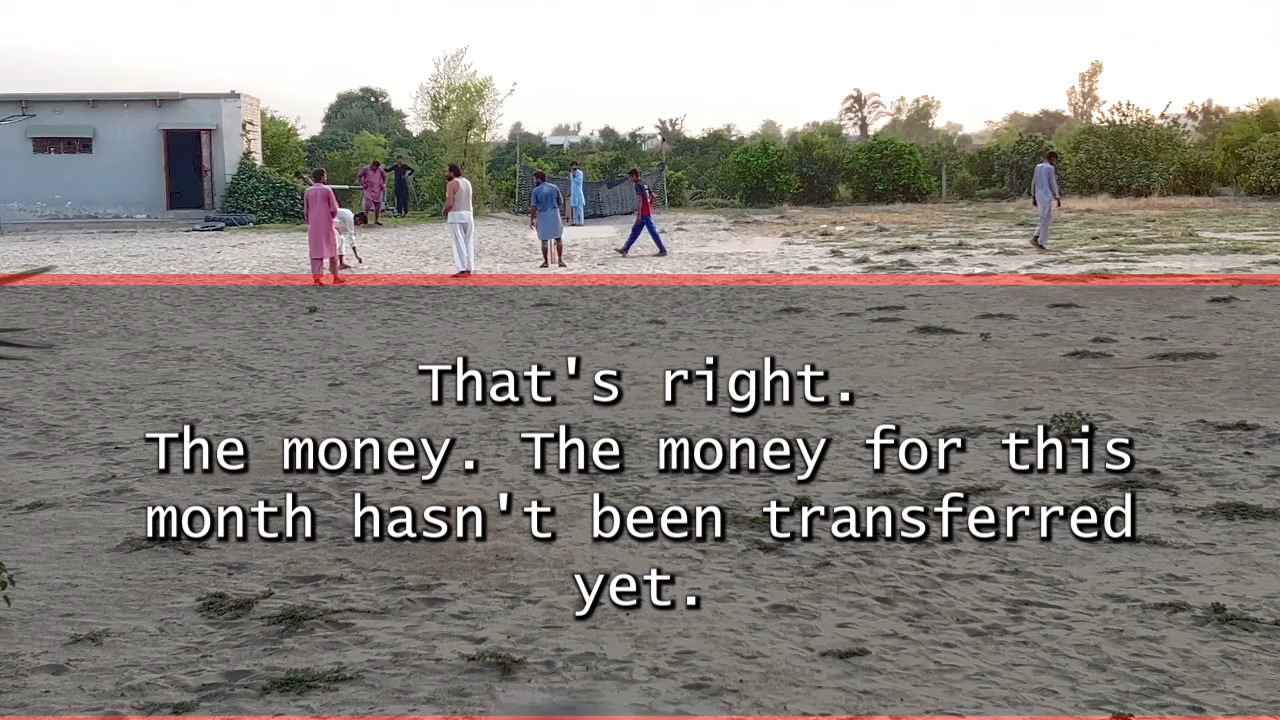 That's right.
The money. The money for this
month hasn't been transferred
yet.